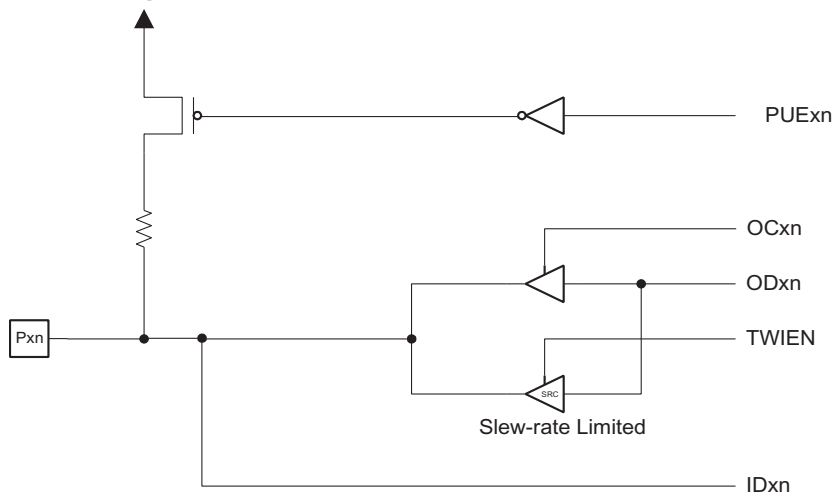 PUExn
OCxn
ODxn
Pxn
TWIEN
SRC
Slew-rate Limited
IDxn